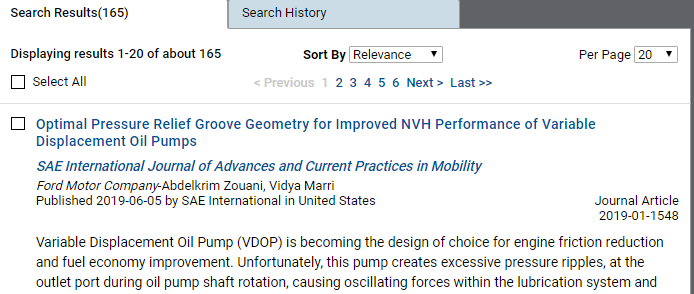 Search Results(165)
Search History
Displaying results 1-20 of about 165
Sort By Relevance
Per Page 20
Select All
< Previous 1 2 3 4 5 6 Next > Last >>
Optimal Pressure Relief Groove Geometry for Improved NVH Performance of Variable
Displacement Oil Pumps
SAE International Journal of Advances and Current Practices in Mobility
Ford Motor Company-Abdelkrim Zouani, Vidya Marri
Published 2019-06-05 by SAE International in United States
Journal Article
2019-01-1548
Variable Displacement Oil Pump (VDOP) is becoming the design of choice for engine friction reduction
and fuel economy improvement. Unfortunately, this pump creates excessive pressure ripples, at the
outlet port during oil pump shaft rotation, causing oscillating forces within the lubrication system and